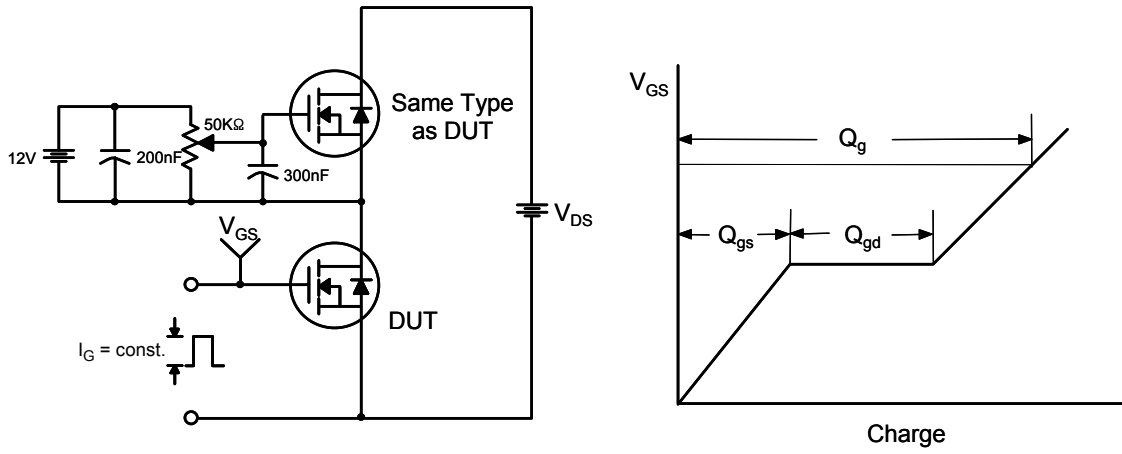 12V
200nF
50KΩ
300nF
Same Type
as DUT
V_DS
V_GS
DUT
I_G = const.
V_GS
Q_g
Q_gs
Q_gd
Charge